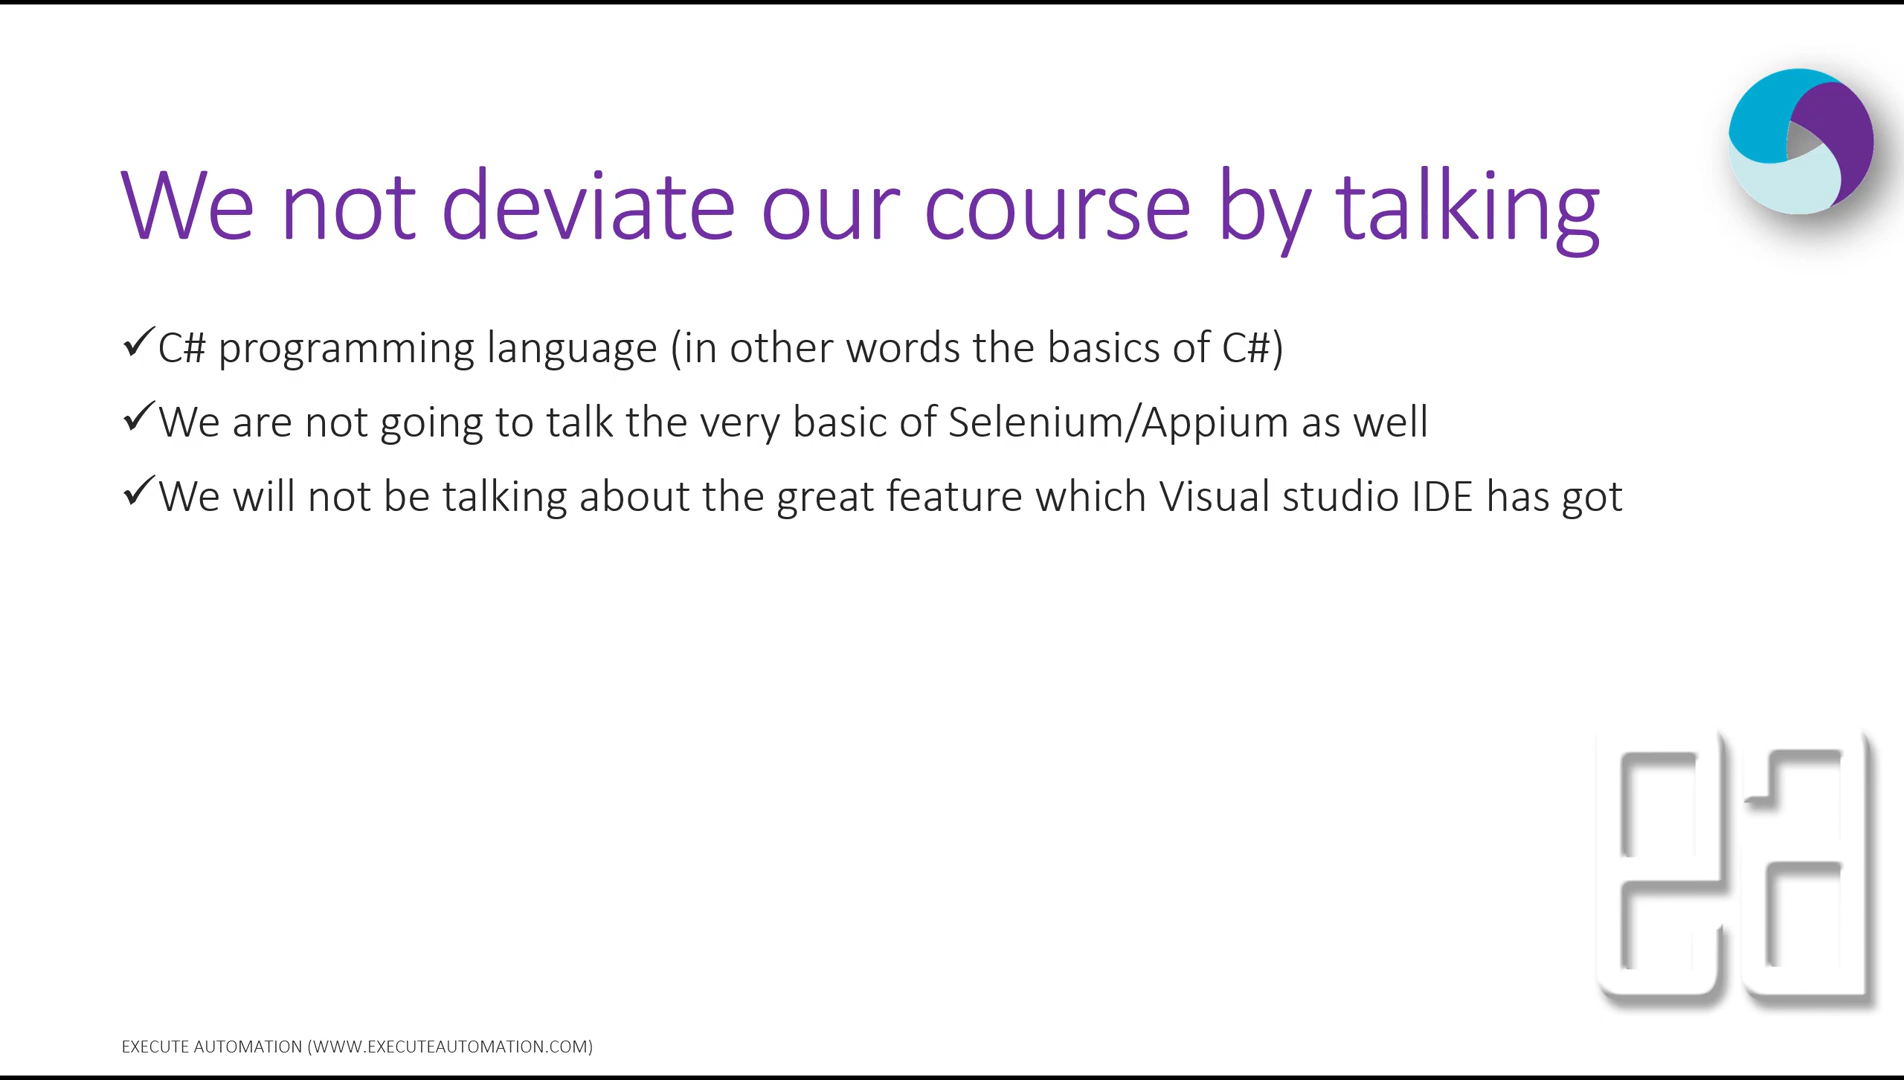 We not deviate our course by talking
✓C# programming language (in other words the basics of C#)
✓We are not going to talk the very basic of Selenium/Appium as well
✓We will not be talking about the great feature which Visual studio IDE has got
ea
EXECUTE AUTOMATION (WWW.EXECUTEAUTOMATION.COM)